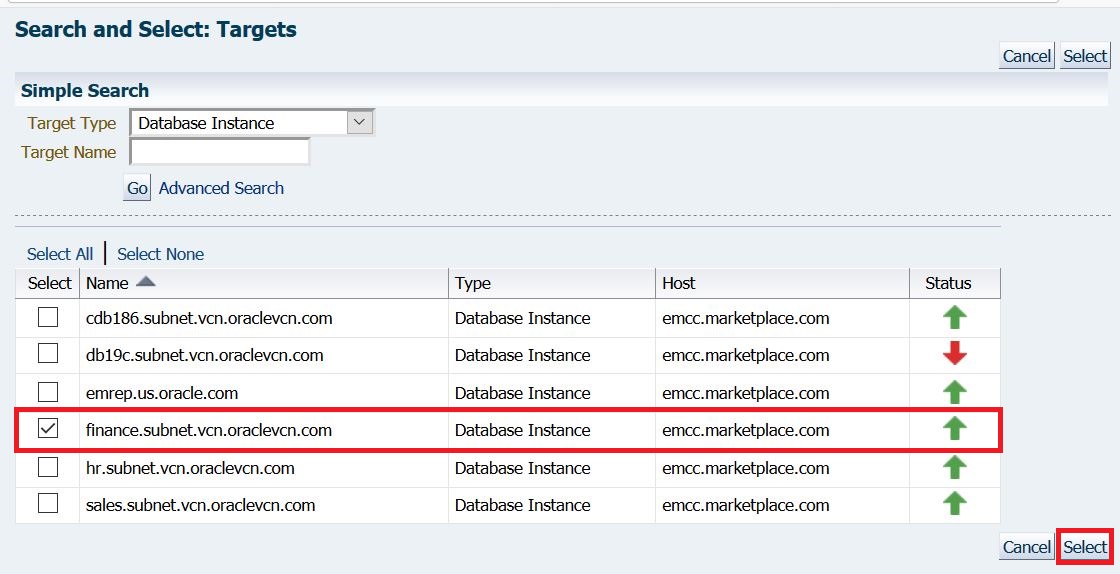 Search and Select: Targets
Cancel Select
Simple Search
Target Type Database Instance
Target Name
Go Advanced Search
Select All | Select None
Select Name Type Host Status
cdb186.subnet.vcn.oraclevcn.com Database Instance emcc.marketplace.com
db19c.subnet.vcn.oraclevcn.com Database Instance emcc.marketplace.com
emrep.us.oracle.com Database Instance emcc.marketplace.com
finance.subnet.vcn.oraclevcn.com Database Instance emcc.marketplace.com
hr.subnet.vcn.oraclevcn.com Database Instance emcc.marketplace.com
sales.subnet.vcn.oraclevcn.com Database Instance emcc.marketplace.com
Cancel Select